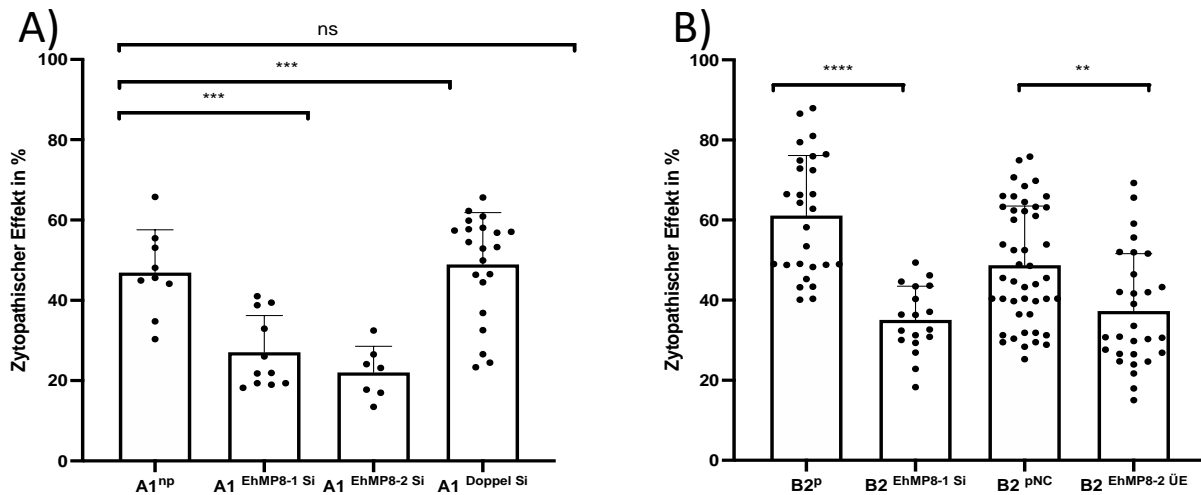 A)
ns
***
***
Zytopathischer Effekt in %
100
80
60
40
20
0
A1np
A1 EhMP8-1 Si
A1 EhMP8-2 Si
A1 Doppel Si
B)
****
**
Zytopathischer Effekt in %
100
80
60
40
20
0
B2p
B2 EhMP8-1 Si
B2 pNC
B2 EhMP8-2 ÜE